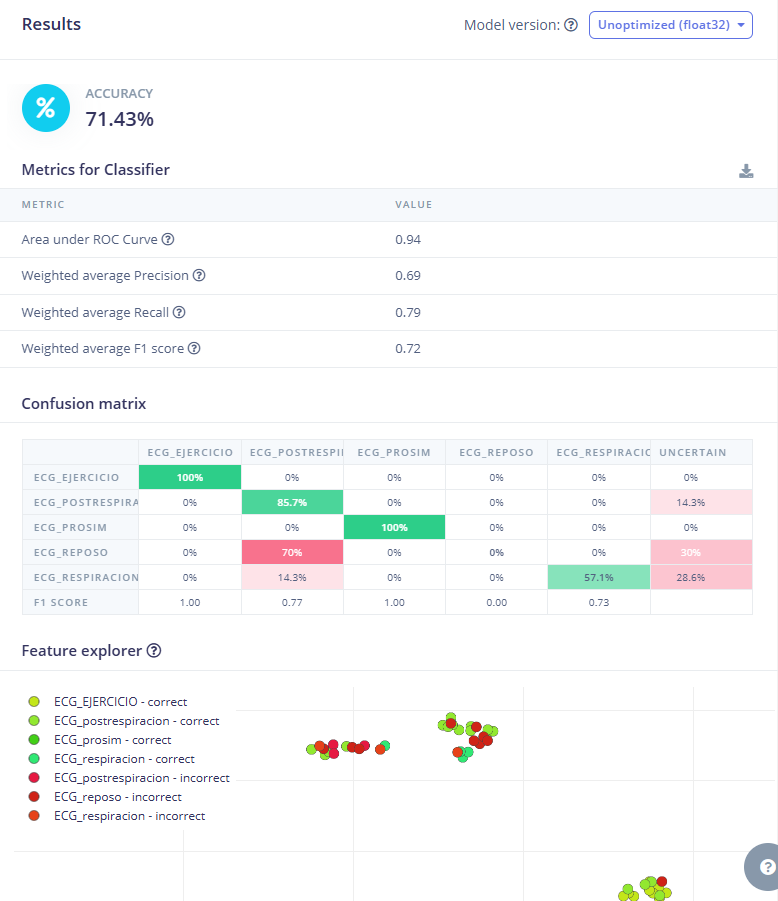 Results
Model version: ? Unoptimized (float32)
%
ACCURACY
71.43%
Metrics for Classifier
METRIC VALUE
Area under ROC Curve ? 0.94
Weighted average Precision ? 0.69
Weighted average Recall ? 0.79
Weighted average F1 score ? 0.72
Confusion matrix
ECG_EJERCICIO ECG_POSTRESPII ECG_PROSIM ECG_REPOSO ECG_RESPIRACIC UNCERTAIN
ECG_EJERCICIO 100% 0% 0% 0% 0% 0%
ECG_POSTRESPIRA 0% 85.7% 0% 0% 0% 14.3%
ECG_PROSIM 0% 0% 100% 0% 0% 0%
ECG_REPOSO 0% 70% 0% 0% 0% 30%
ECG_RESPIRACION 0% 14.3% 0% 0% 57.1% 28.6%
F1 SCORE 1.00 0.77 1.00 0.00 0.73
Feature explorer ?
ECG_EJERCICIO - correct
ECG_postrespiracion - correct
ECG_prosim - correct
ECG_respiracion - correct
ECG_postrespiracion - incorrect
ECG_reposo - incorrect
ECG_respiracion - incorrect
?